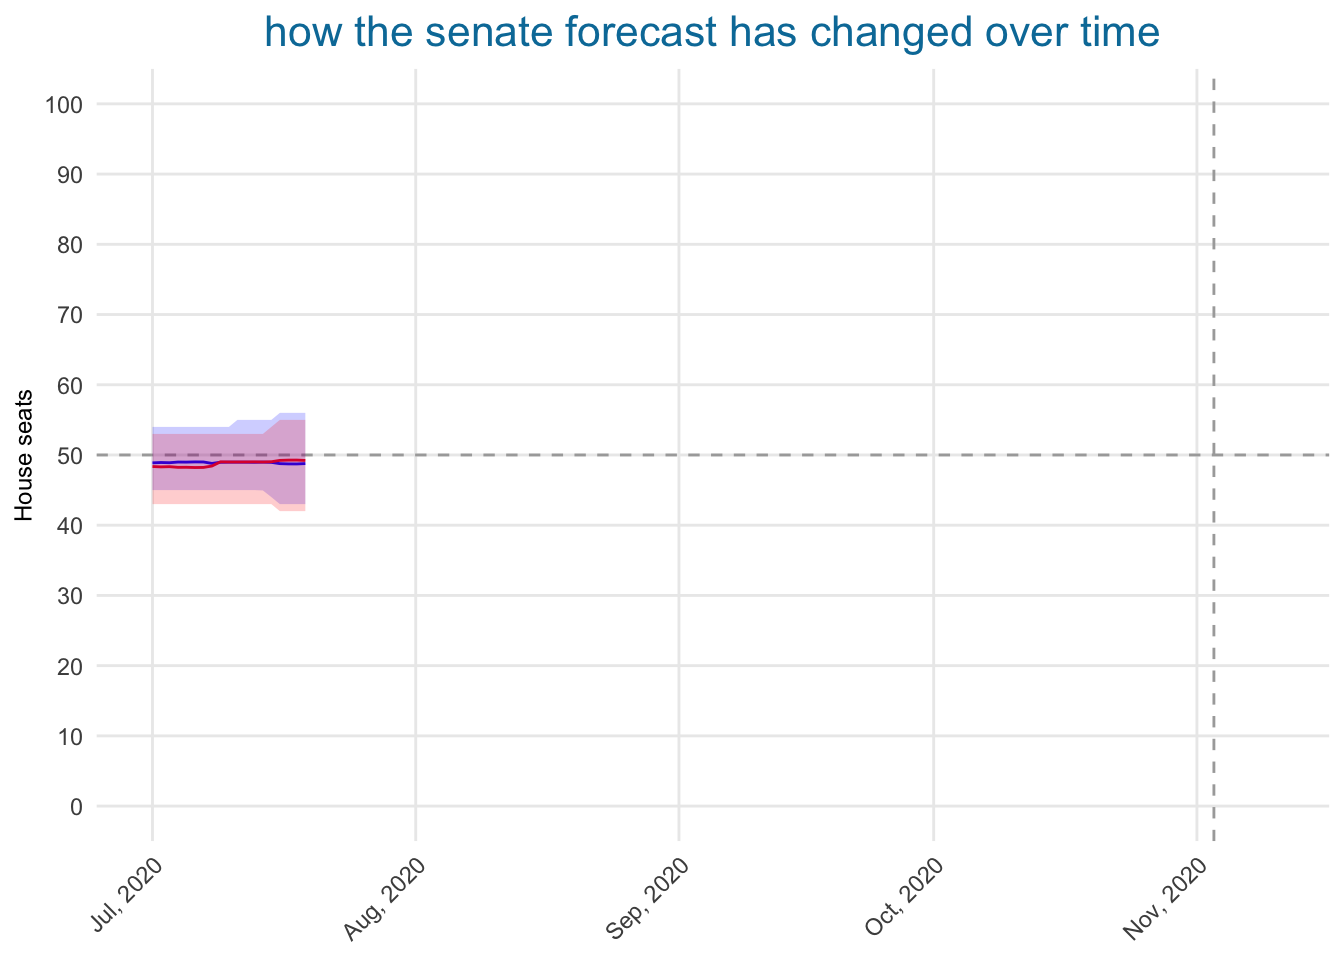 how the senate forecast has changed over time
100
90
80
70
60
50
40
30
20
10
0
House seats
Jul, 2020
Aug, 2020
Sep, 2020
Oct, 2020
Nov, 2020